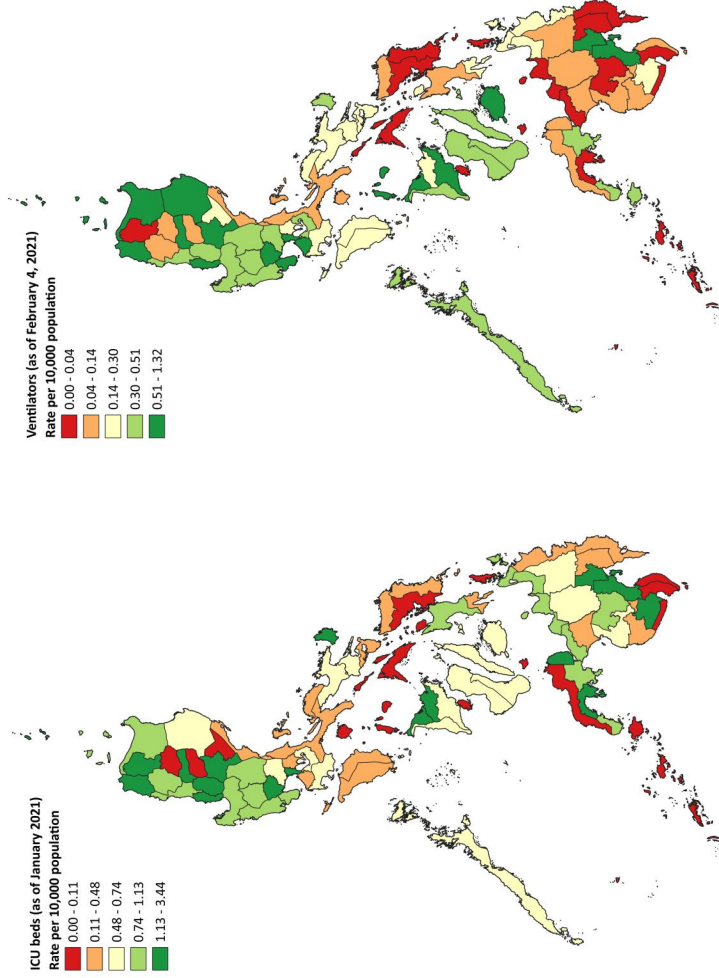 ICU beds (as of January 2021)
Rate per 10,000 population
0.00 - 0.11
0.11 - 0.48
0.48 - 0.74
0.74 - 1.13
1.13 - 3.44
Ventilators (as of February 4, 2021)
Rate per 10,000 population
0.00 - 0.04
0.04 - 0.14
0.14 - 0.30
0.30 - 0.51
0.51 - 1.32